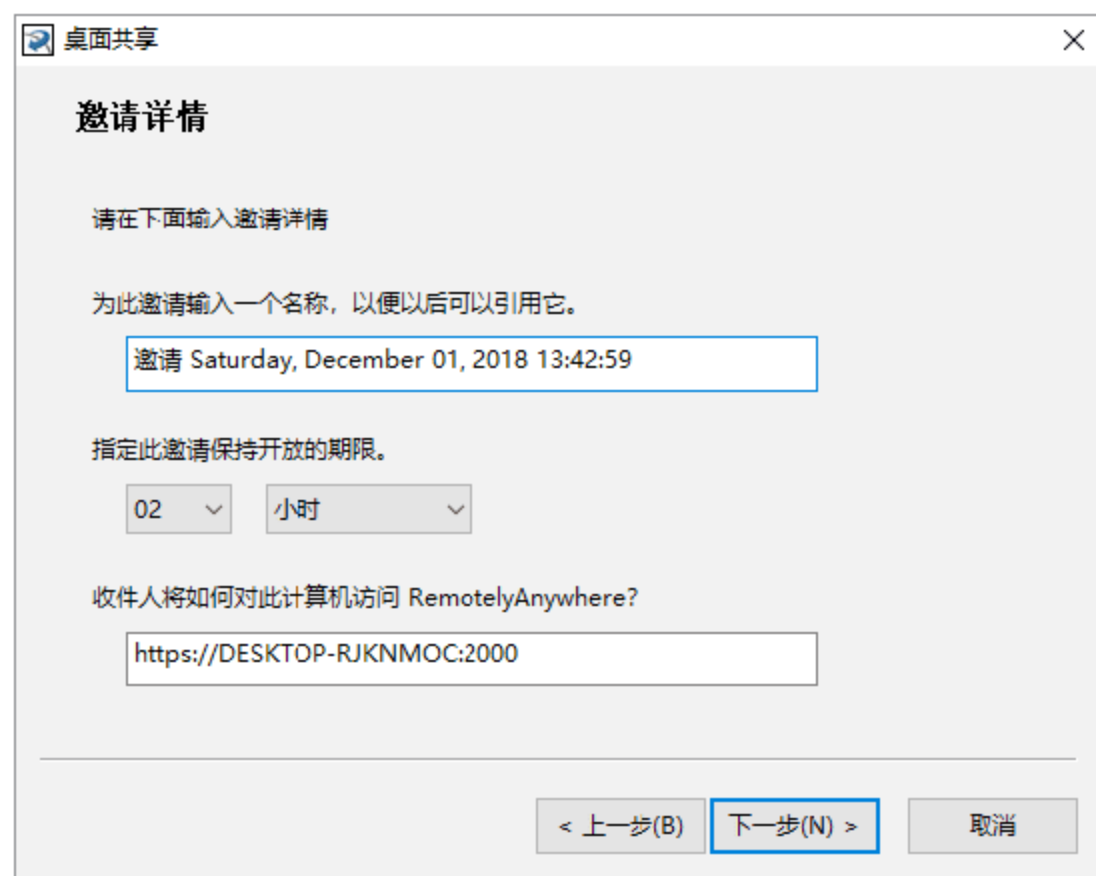 桌面共享
邀请详情
请在下面输入邀请详情
为此邀请输入一个名称，以便以后可以引用它。
邀请 Saturday, December 01, 2018 13:42:59
指定此邀请保持开放的期限。
02 小时
收件人将如何对此计算机访问 RemotelyAnywhere?
https://DESKTOP-RJKNMOC:2000
< 上一步(B) 下一步(N) > 取消